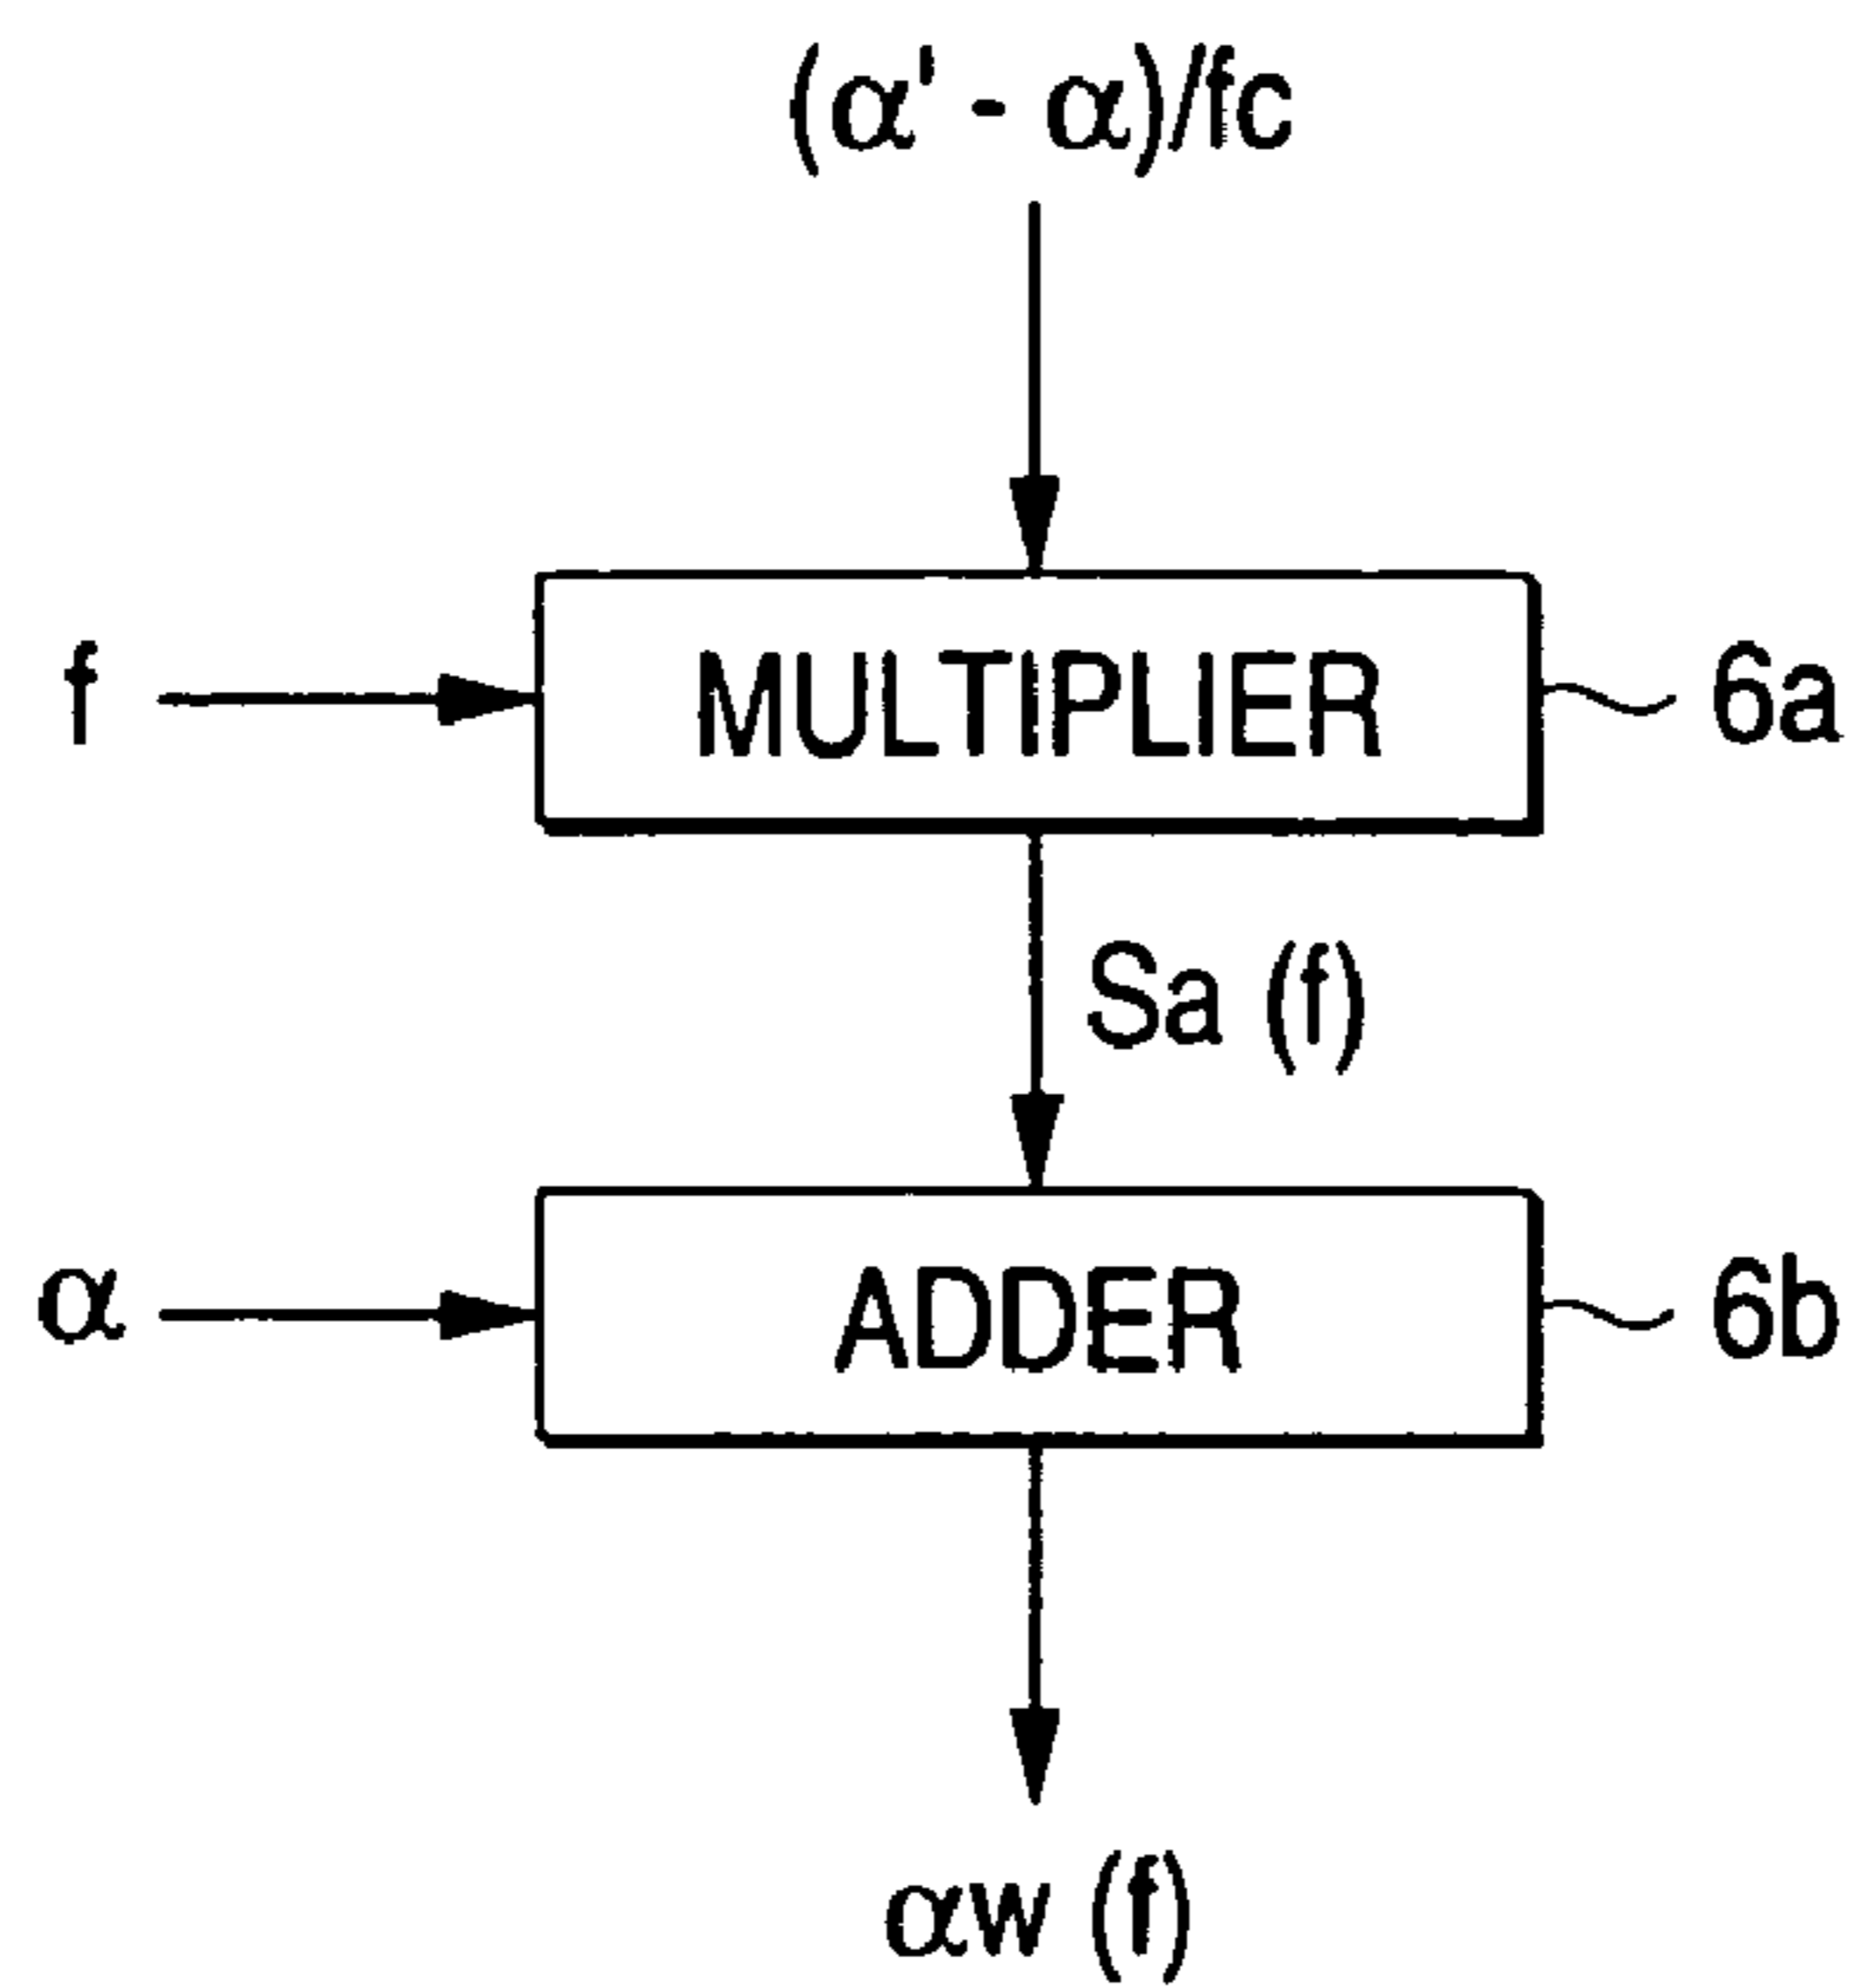 (α' - α)/fc
f
MULTIPLIER
6a
Sa (f)
α
ADDER
6b
αw (f)